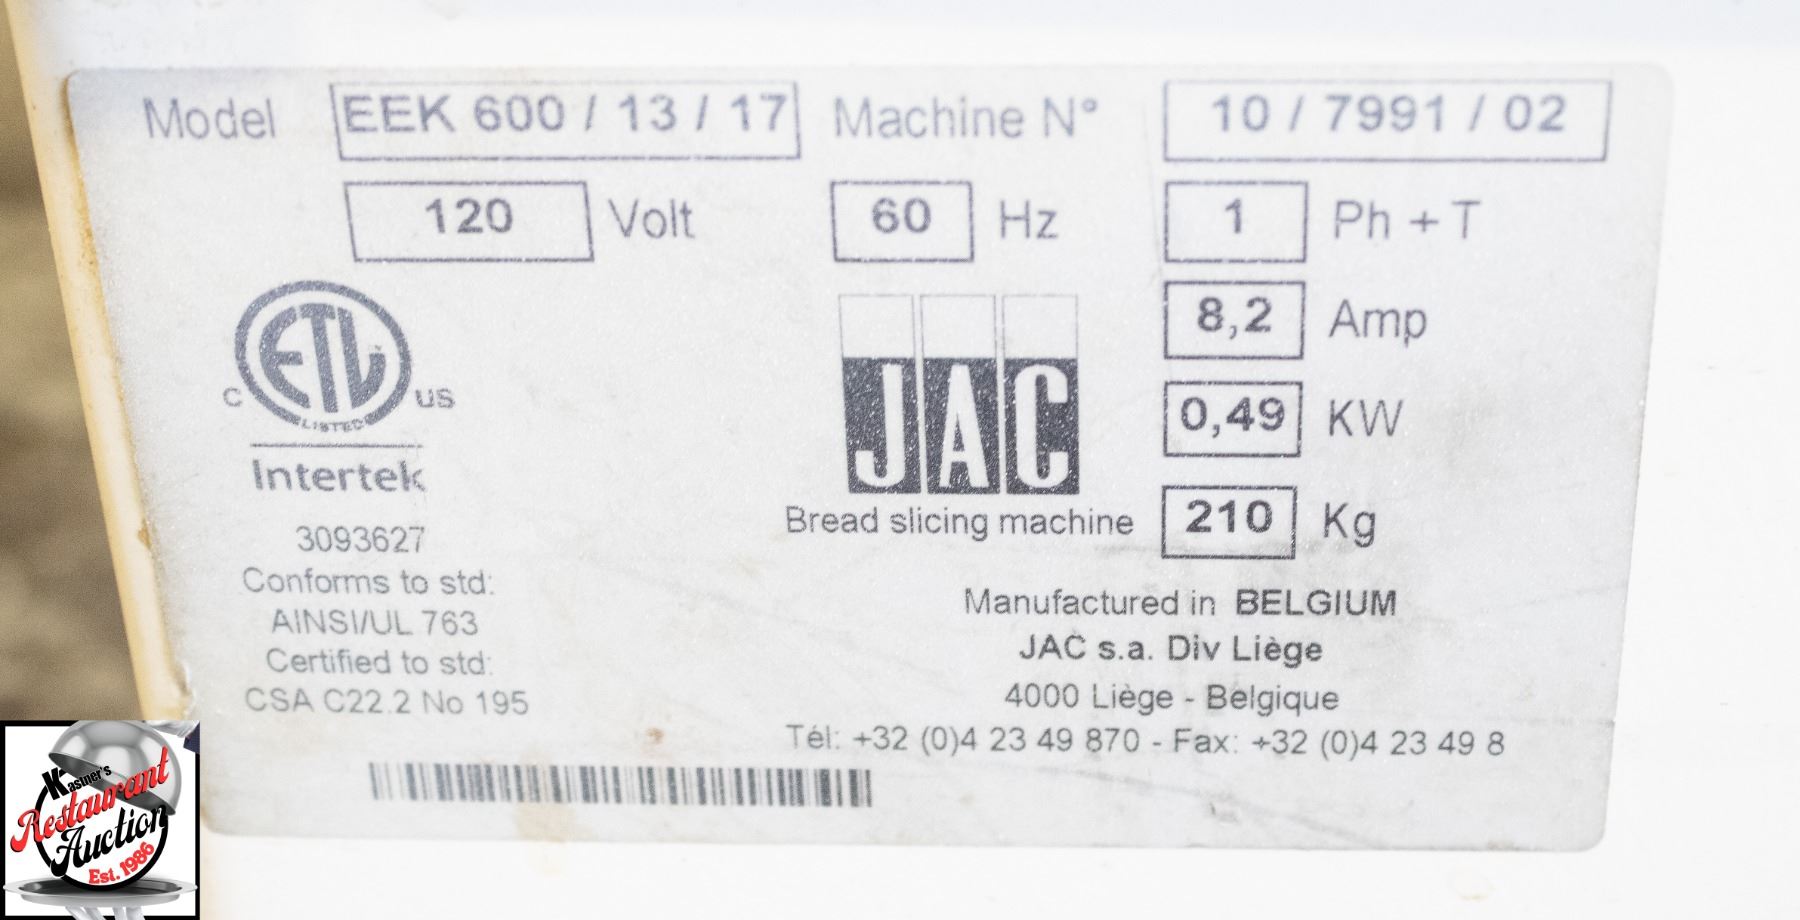 Model EEK 600 / 13 / 17 Machine N° 10 / 7991 / 02
120 Volt 60 Hz 1 Ph + T
8,2 Amp
0,49 KW
210 Kg
ETL
C US
LISTED
Intertek
3093627
Conforms to std:
AINSI/UL 763
Certified to std:
CSA C22.2 No 195
JAC
Bread slicing machine
Manufactured in BELGIUM
JAC s.a. Div Liège
4000 Liège - Belgique
Tél: +32 (0)4 23 49 870 - Fax: +32 (0)4 23 49 8
Kastner's
Restaurant
Auction
Est. 1986